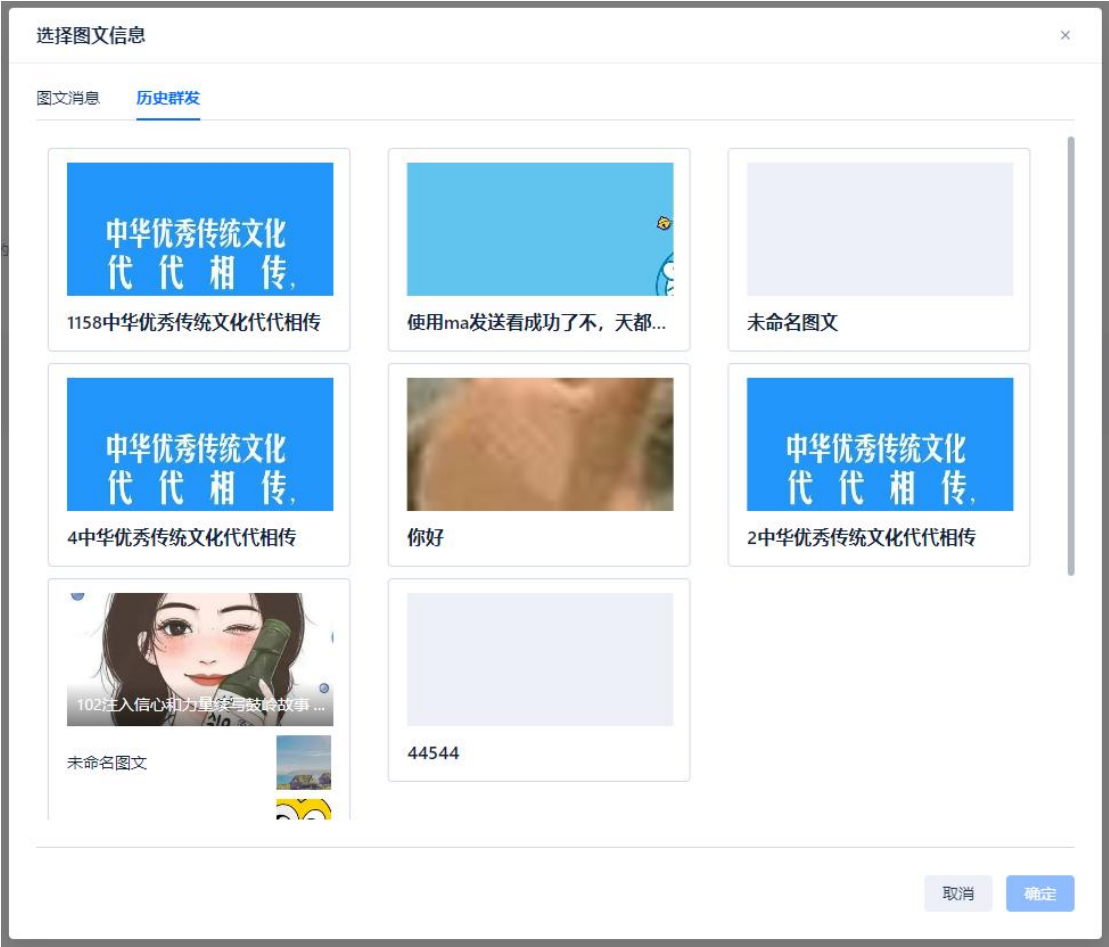 选择图文信息
×
图文消息
历史群发
中华优秀传统文化
代代相传,
1158中华优秀传统文化代代相传
使用ma发送看成功了不，天都...
未命名图文
中华优秀传统文化
代代相传,
4中华优秀传统文化代代相传
你好
中华优秀传统文化
代代相传,
2中华优秀传统文化代代相传
102注入信心和力量续写鼓岭故事 ...
未命名图文
44544
取消
确定